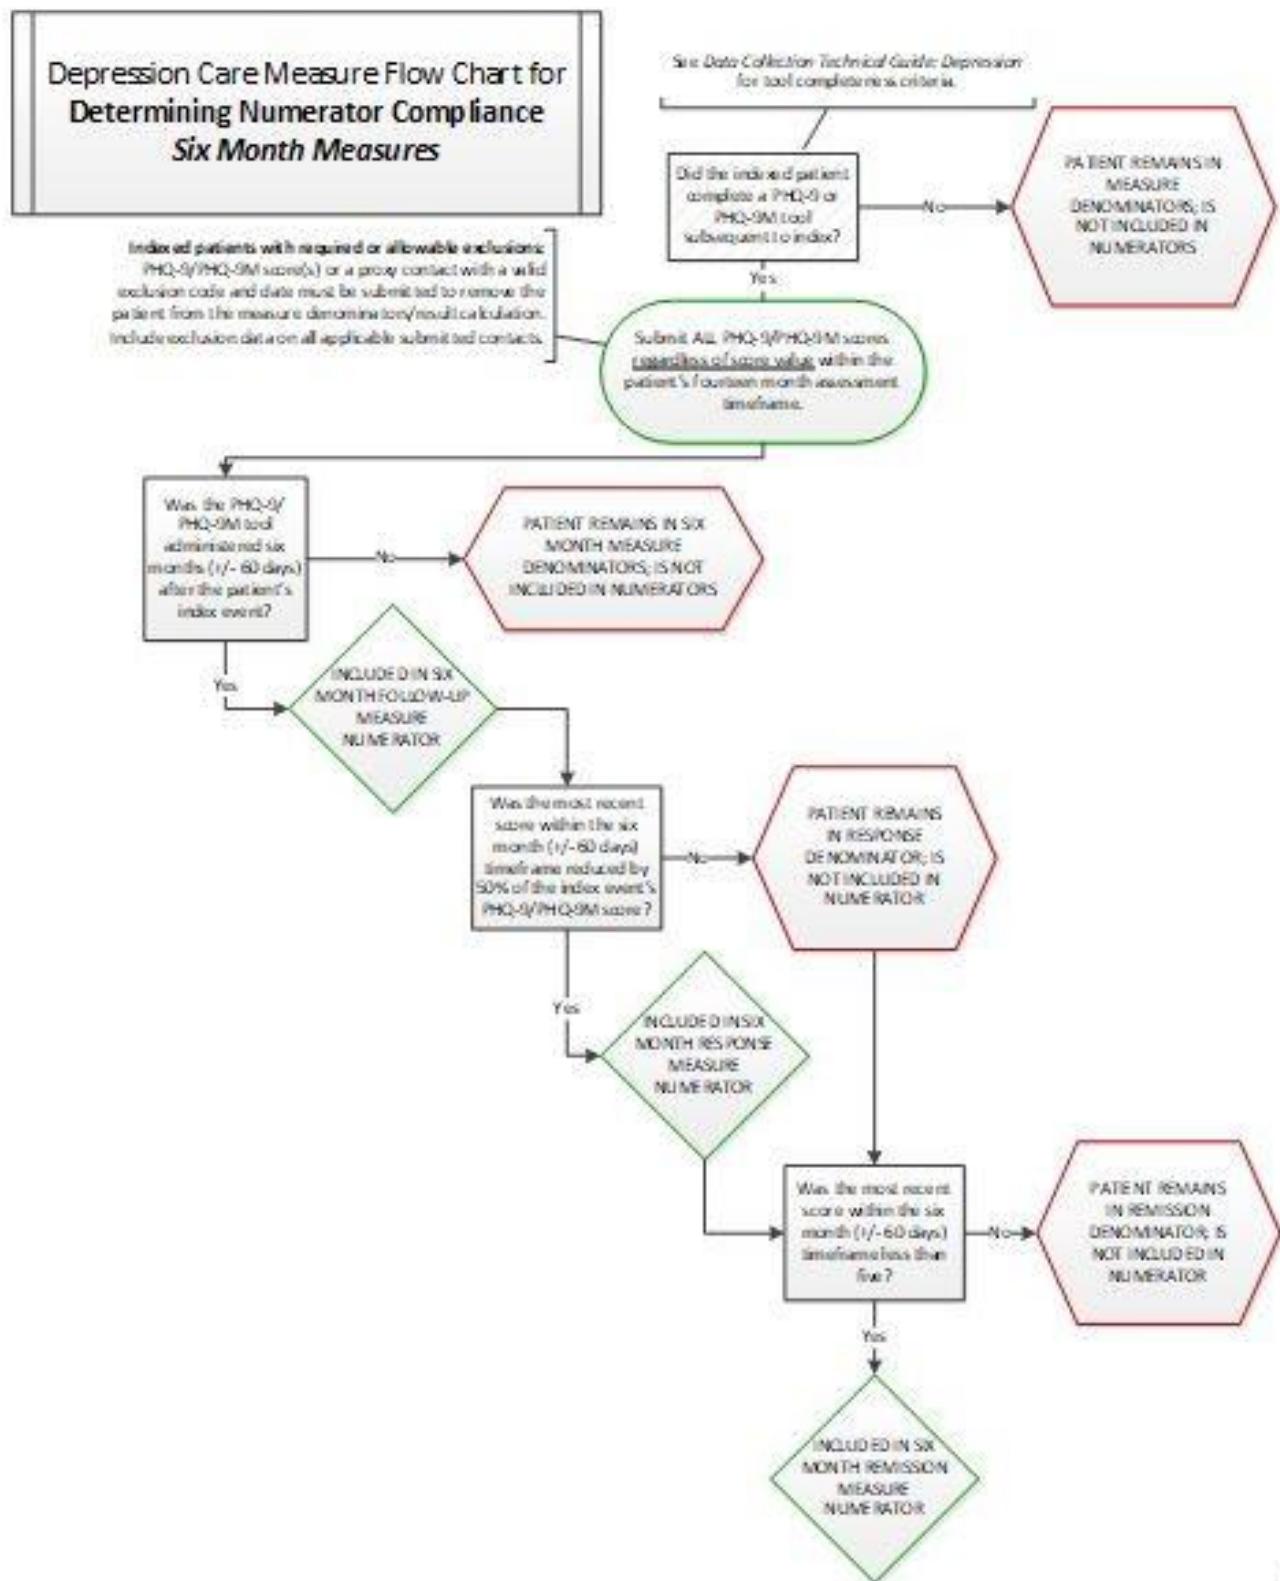 Depression Care Measure Flow Chart for
Determining Numerator Compliance
Six Month Measures
See Data Collection Technical Guide: Depression
for tool completeness criteria.
Did the indexed patient
complete a PHQ-9 or
PHQ-9M tool
subsequent to index?
No
PATIENT REMAINS IN
MEASURE
DENOMINATORS; IS
NOT INCLUDED IN
NUMERATORS
Yes
Indexed patients with required or allowable exclusions:
PHQ-9/PHQ-9M score(s) or a proxy contact with a valid
exclusion code and date must be submitted to remove the
patient from the measure denominators/result calculation.
Include exclusion data on all applicable submitted contacts.
Submit ALL PHQ-9/PHQ-9M scores
regardless of score value within the
patient's fourteen month assessment
timeframe.
Was the PHQ-9/
PHQ-9M tool
administered six
months (+/- 60 days)
after the patient's
index event?
No
PATIENT REMAINS IN SIX
MONTH MEASURE
DENOMINATORS; IS NOT
INCLUDED IN NUMERATORS
Yes
INCLUDED IN SIX
MONTH FOLLOW-UP
MEASURE
NUMERATOR
Was the most recent
score within the six
month (+/- 60 days)
timeframe reduced by
50% of the index event's
PHQ-9/PHQ-9M score?
No
PATIENT REMAINS
IN RESPONSE
DENOMINATOR; IS
NOT INCLUDED IN
NUMERATOR
Yes
INCLUDED IN SIX
MONTH RESPONSE
MEASURE
NUMERATOR
Was the most recent
score within the six
month (+/- 60 days)
timeframe less than
five?
No
PATIENT REMAINS
IN REMISSION
DENOMINATOR; IS
NOT INCLUDED IN
NUMERATOR
Yes
INCLUDED IN SIX
MONTH REMISSION
MEASURE
NUMERATOR